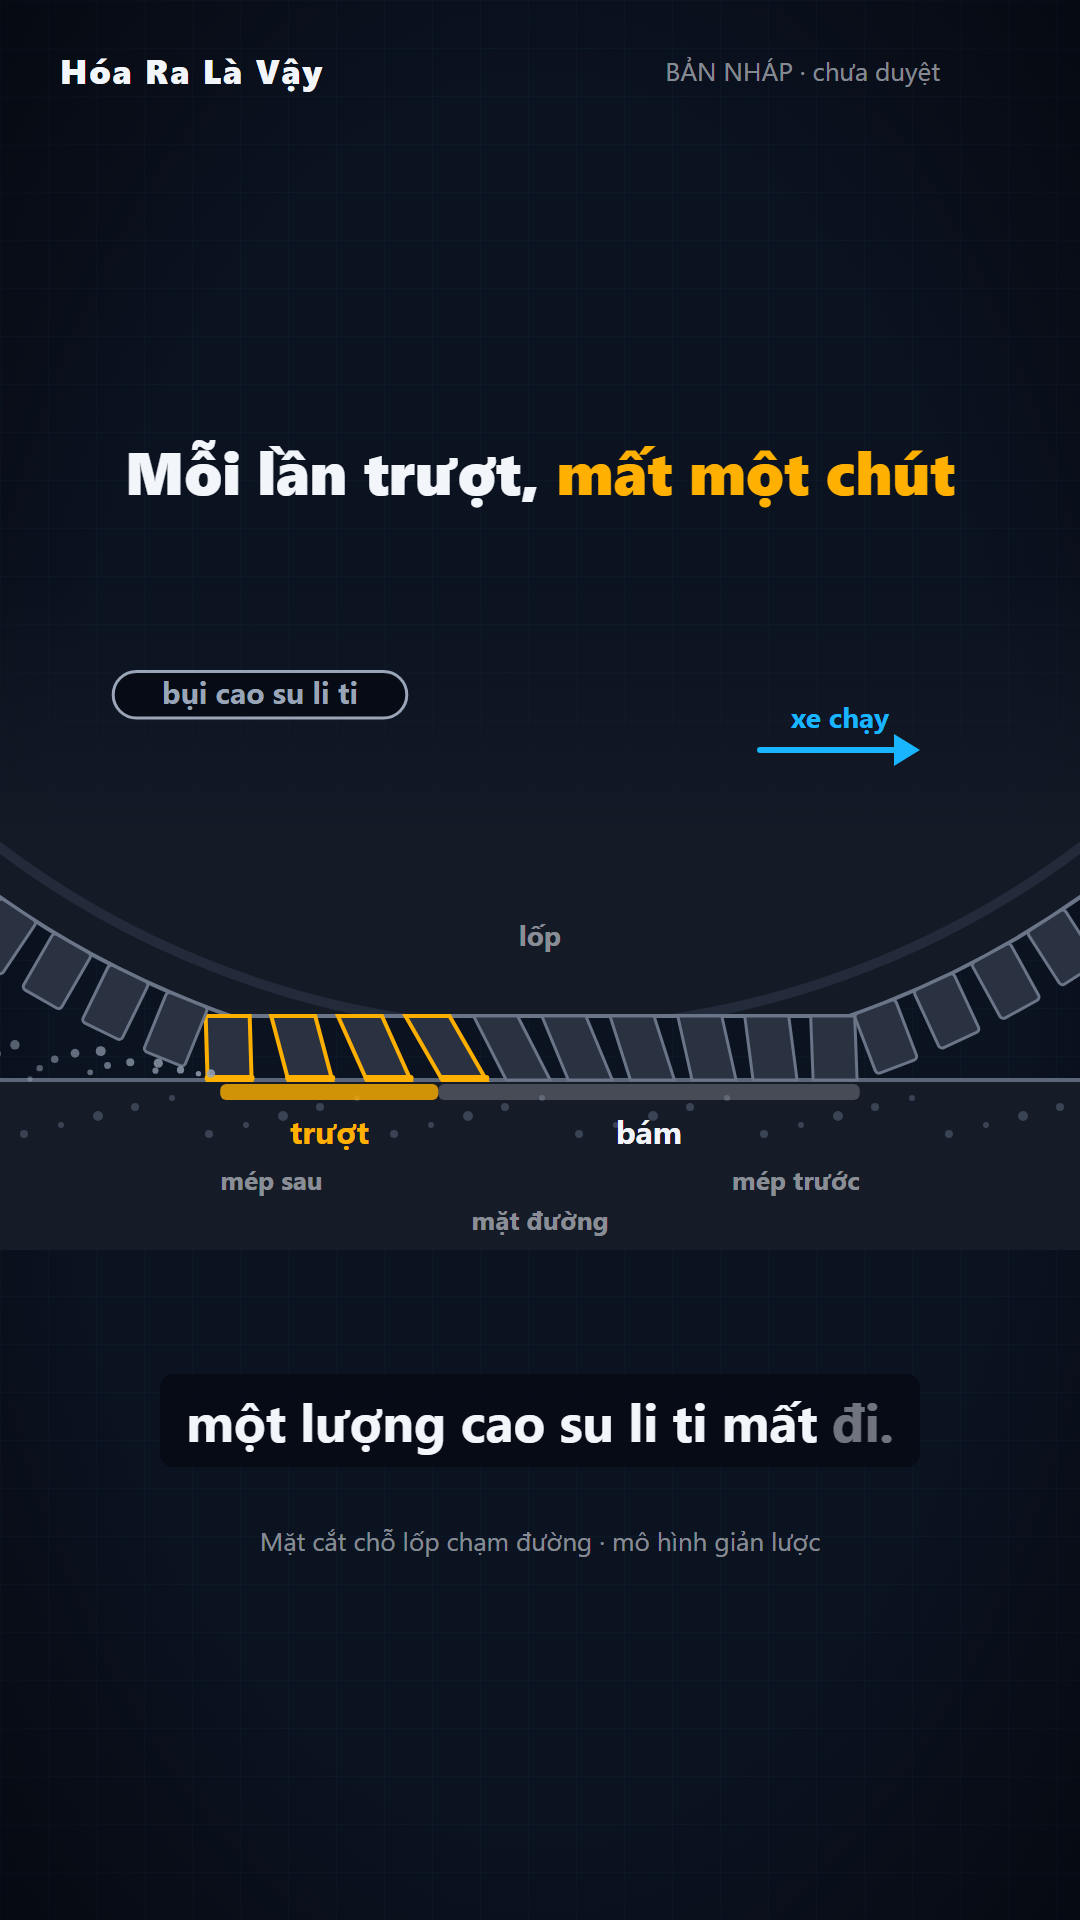 Hóa Ra Là Vậy
BẢN NHÁP · chưa duyệt
Mỗi lần trượt, mất một chút
bụi cao su li ti
xe chạy
lốp
trượt
bám
mép sau
mép trước
mặt đường
một lượng cao su li ti mất đi.
Mặt cắt chỗ lốp chạm đường · mô hình giản lược